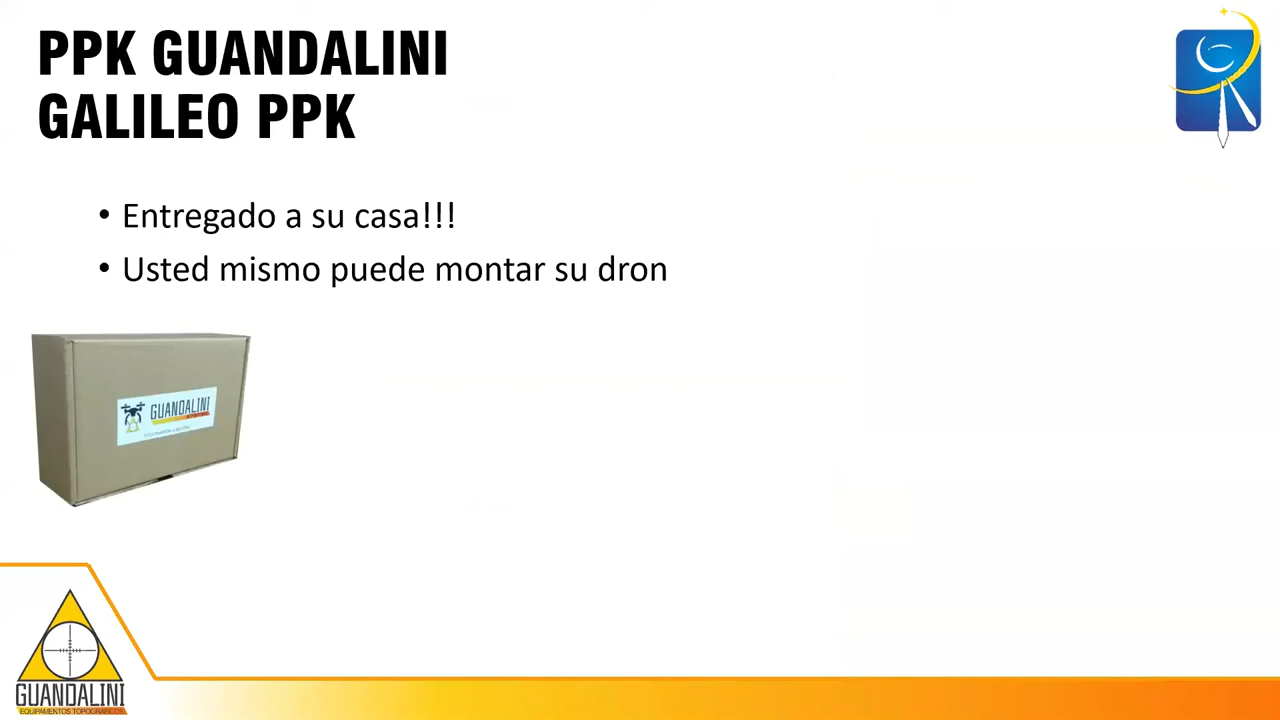 PPK GUANDALINI
GALILEO PPK
• Entregado a su casa!!!
• Usted mismo puede montar su dron
GUANDALINI
GUANDALINI
EQUIPAMENTOS TOPOGRÁFICOS